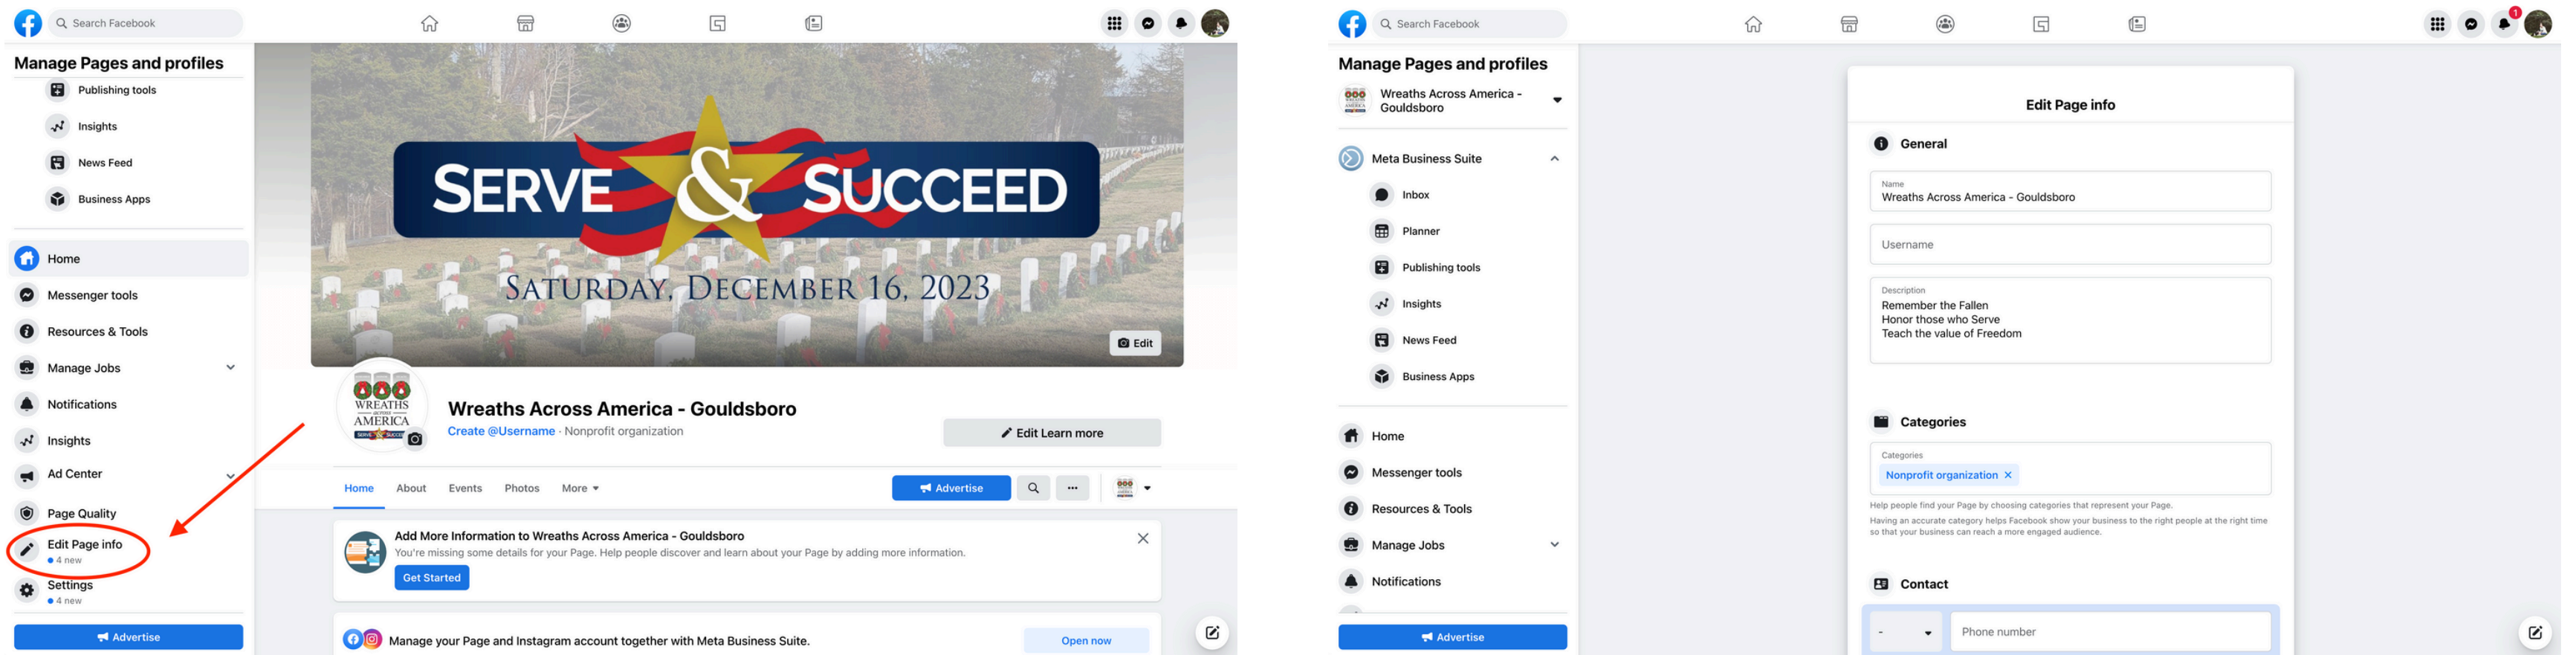 Search Facebook
Manage Pages and profiles
Publishing tools
Insights
News Feed
Business Apps
Home
Messenger tools
Resources & Tools
Manage Jobs
Notifications
Insights
Ad Center
Page Quality
Edit Page info
4 new
Settings
4 new
Advertise
SERVE & SUCCEED
SATURDAY, DECEMBER 16, 2023
Edit
WREATHS
across
AMERICA
SERVE & SUCCEED
Wreaths Across America - Gouldsboro
Create @Username · Nonprofit organization
Edit Learn more
Home About Events Photos More
Advertise
Add More Information to Wreaths Across America - Gouldsboro
You're missing some details for your Page. Help people discover and learn about your Page by adding more information.
Get Started
Manage your Page and Instagram account together with Meta Business Suite.
Open now
Search Facebook
1
Manage Pages and profiles
Wreaths Across America -
Gouldsboro
Meta Business Suite
Inbox
Planner
Publishing tools
Insights
News Feed
Business Apps
Home
Messenger tools
Resources & Tools
Manage Jobs
Notifications
Advertise
Edit Page info
General
Name
Wreaths Across America - Gouldsboro
Username
Description
Remember the Fallen
Honor those who Serve
Teach the value of Freedom
Categories
Categories
Nonprofit organization ×
Help people find your Page by choosing categories that represent your Page.
Having an accurate category helps Facebook show your business to the right people at the right time
so that your business can reach a more engaged audience.
Contact
-
Phone number